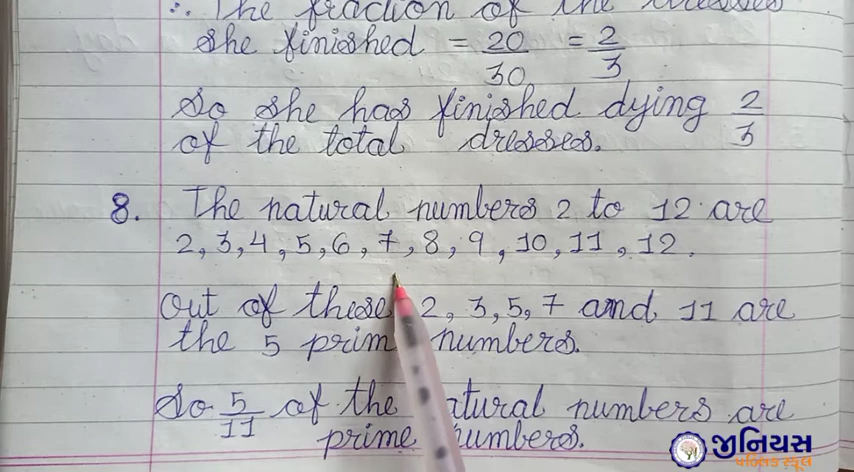 ∴ The fraction of the dresses
she finished = 20/30 = 2/3
So she has finished dying 2/3
of the total dresses.
8. The natural numbers 2 to 12 are
2, 3, 4, 5, 6, 7, 8, 9, 10, 11, 12.
Out of these 2, 3, 5, 7 and 11 are
the 5 prim numbers.
So 5/11 of the atural numbers are
prime umbers.
જીનિયસ
પબ્લિક સ્કૂલ